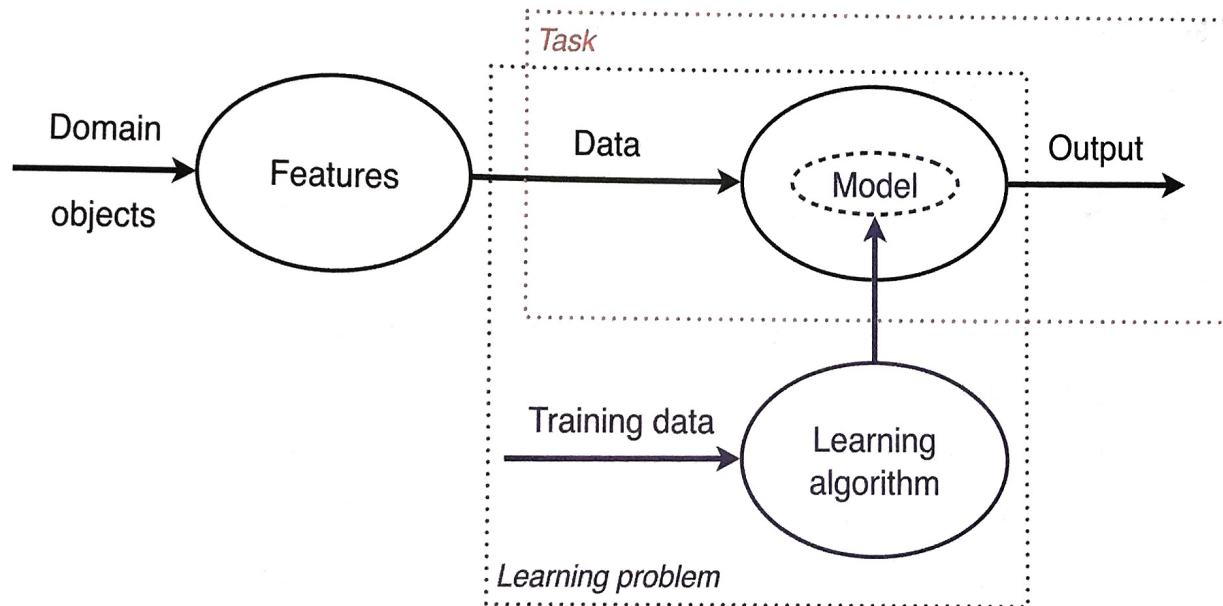 Task
Domain
objects
Features
Data
Model
Output
Training data
Learning
algorithm
Learning problem